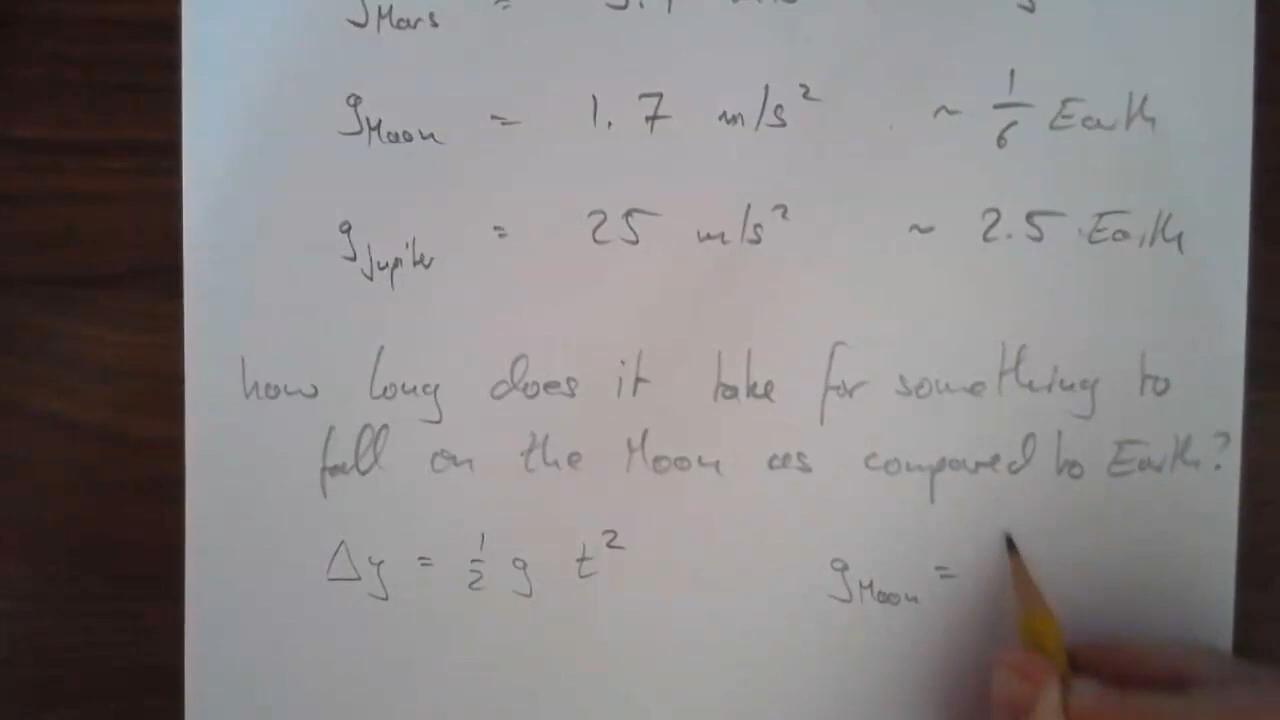 g Mars =
g Moon = 1.7 m/s² ~ 1/6 Earth
g Jupiter = 25 m/s² ~ 2.5 Earth
how long does it take for something to
fall on the Moon as compared to Earth?
Δy = 1/2 g t² g Moon =